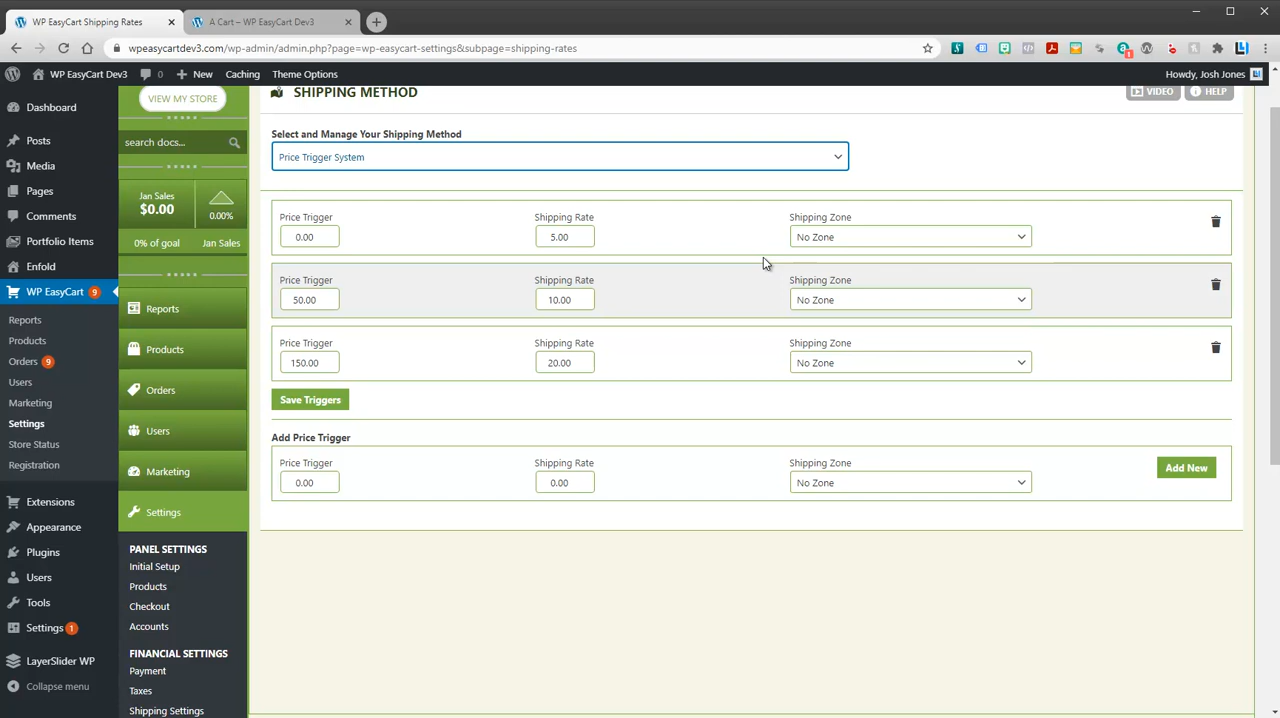 WP EasyCart Shipping Rates
A Cart – WP EasyCart Dev3
wpeasycartdev3.com/wp-admin/admin.php?page=wp-easycart-settings&subpage=shipping-rates
WP EasyCart Dev3
New
Caching
Theme Options
Howdy, Josh Jones
Dashboard
Posts
Media
Pages
Comments
Portfolio Items
Enfold
WP EasyCart 9
Reports
Products
Orders 9
Users
Marketing
Settings
Store Status
Registration
Extensions
Appearance
Plugins
Users
Tools
Settings 1
LayerSlider WP
Collapse menu
VIEW MY STORE
search docs...
Jan Sales
$0.00
0.00%
0% of goal
Jan Sales
Reports
Products
Orders
Users
Marketing
Settings
PANEL SETTINGS
Initial Setup
Products
Checkout
Accounts
FINANCIAL SETTINGS
Payment
Taxes
Shipping Settings
SHIPPING METHOD
VIDEO
HELP
Select and Manage Your Shipping Method
Price Trigger System
Price Trigger
Shipping Rate
Shipping Zone
0.00
5.00
No Zone
Price Trigger
Shipping Rate
Shipping Zone
50.00
10.00
No Zone
Price Trigger
Shipping Rate
Shipping Zone
150.00
20.00
No Zone
Save Triggers
Add Price Trigger
Price Trigger
Shipping Rate
Shipping Zone
0.00
0.00
No Zone
Add New